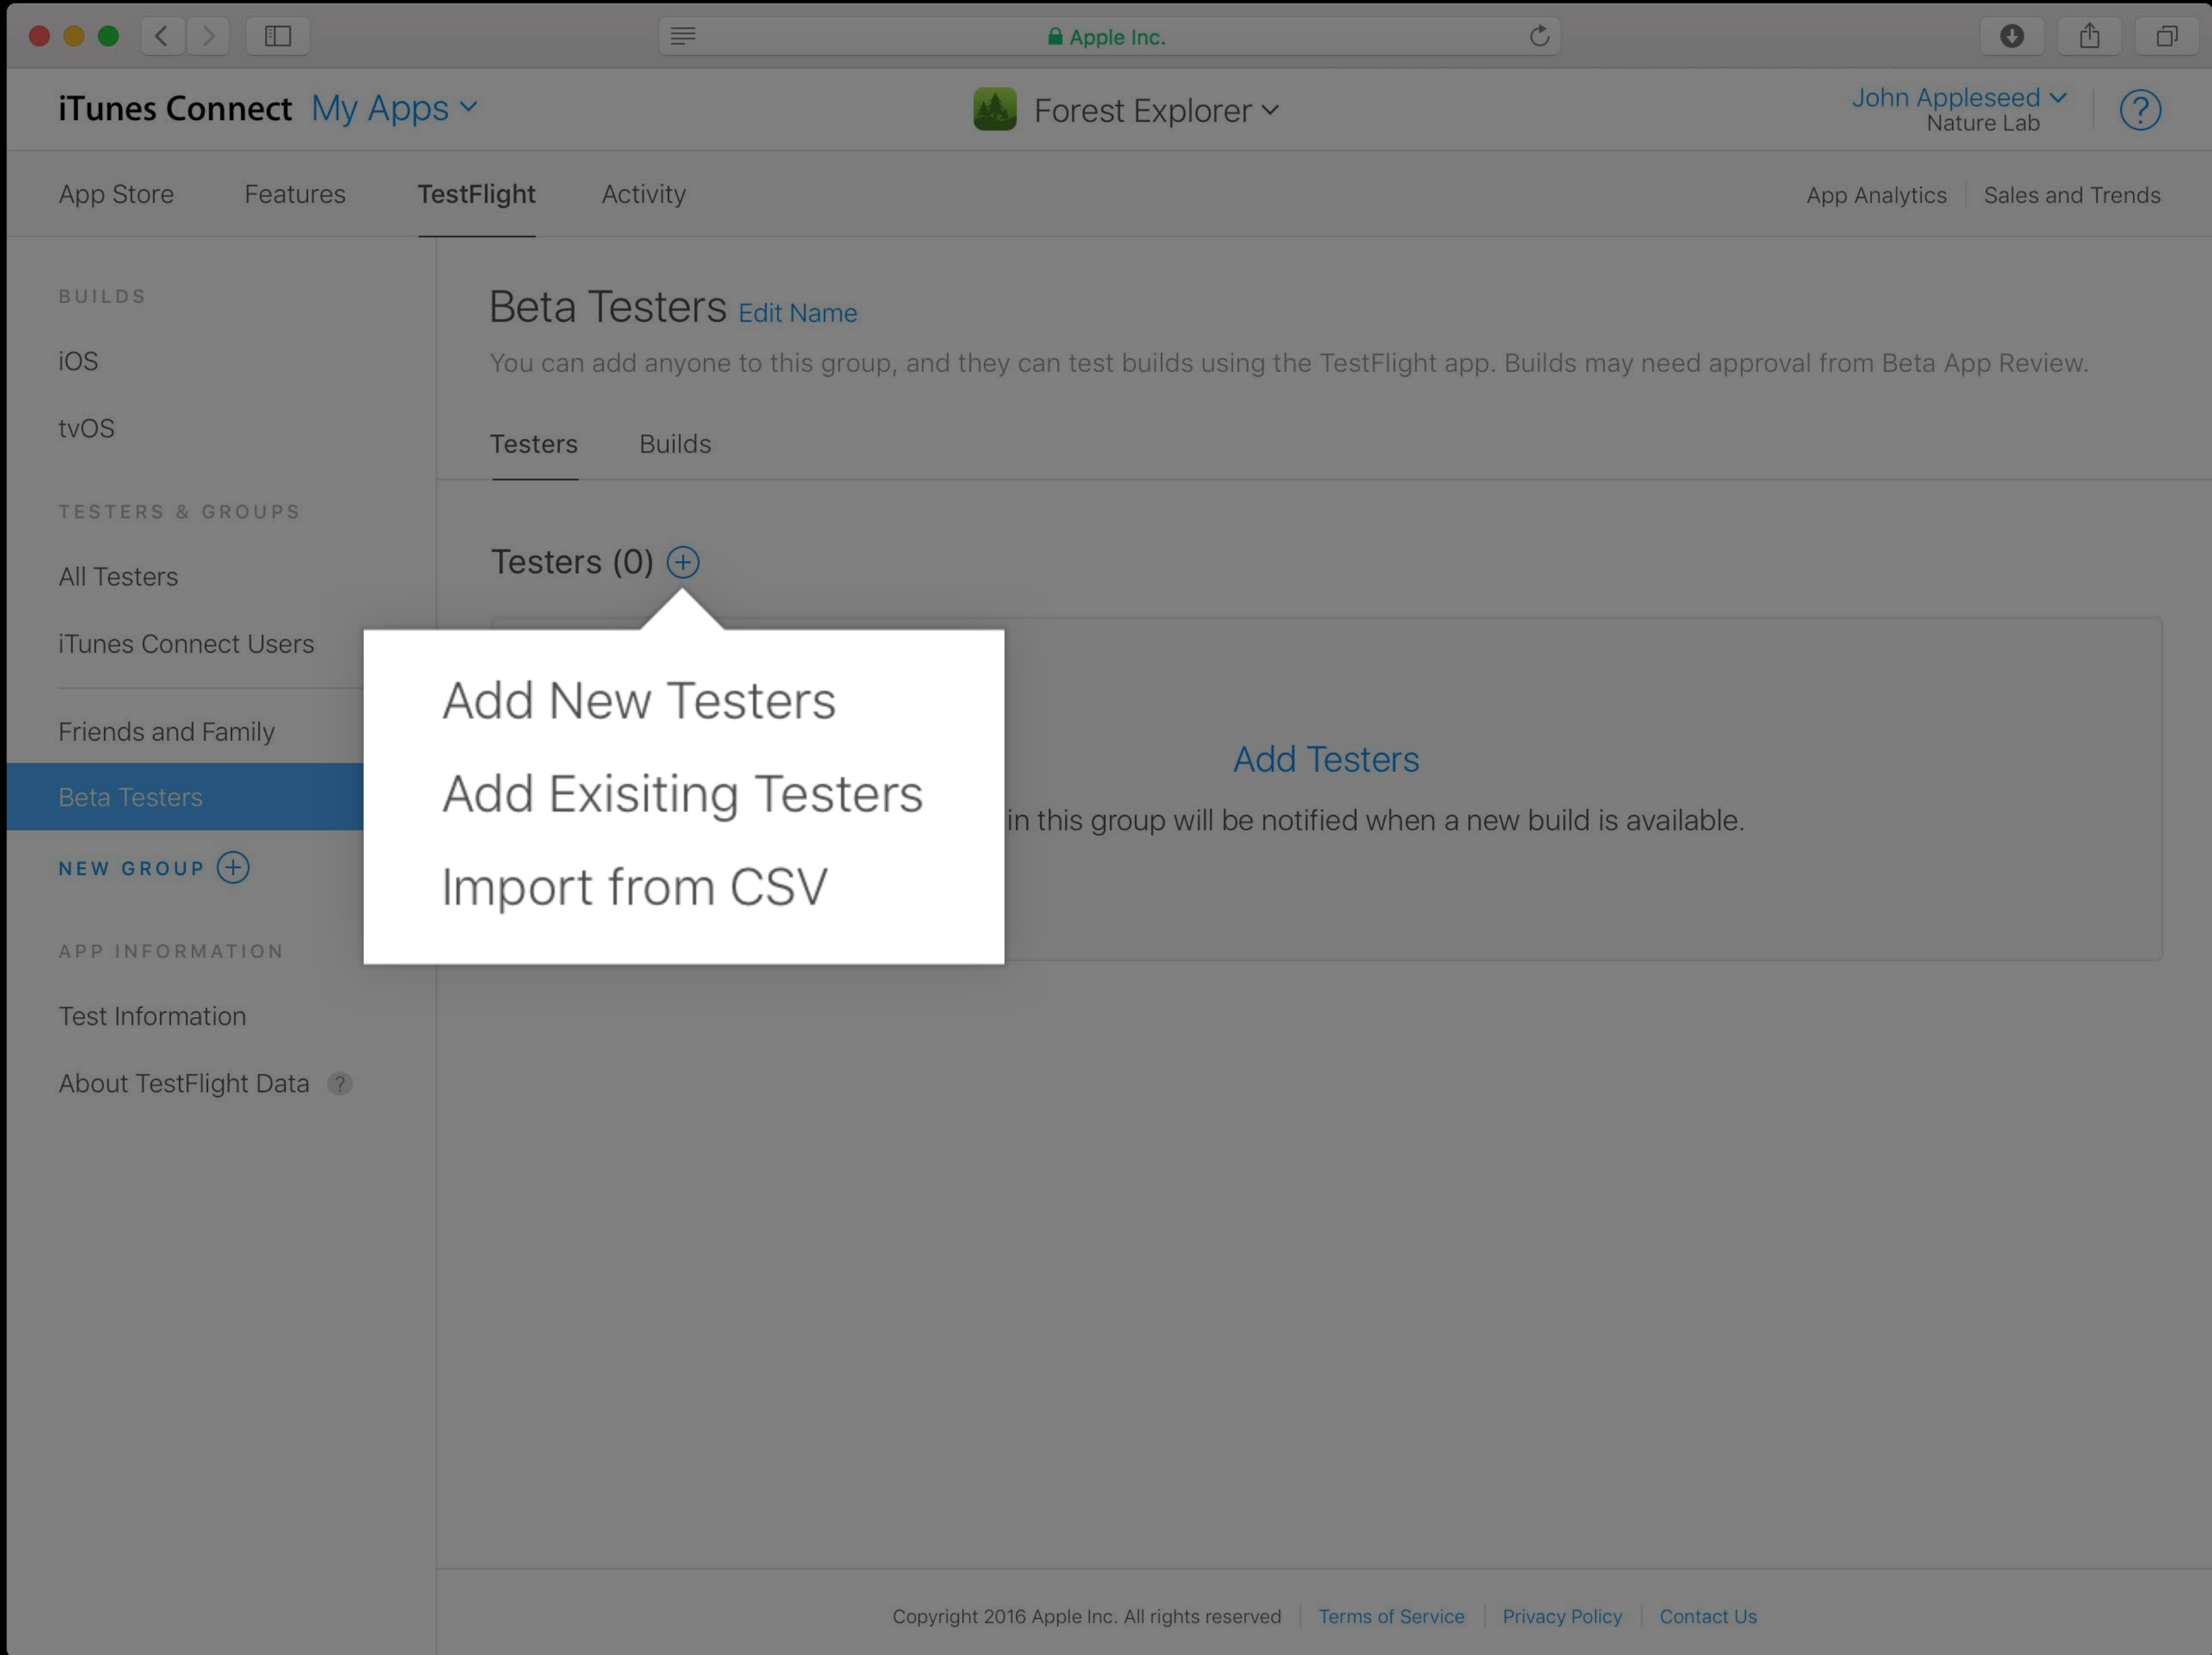 Apple Inc.
iTunes Connect My Apps
Forest Explorer
John Appleseed
Nature Lab
?
App Store Features TestFlight Activity
App Analytics Sales and Trends
BUILDS
iOS
tvOS
TESTERS & GROUPS
All Testers
iTunes Connect Users
Friends and Family
Beta Testers
NEW GROUP
APP INFORMATION
Test Information
About TestFlight Data ?
Beta Testers Edit Name
You can add anyone to this group, and they can test builds using the TestFlight app. Builds may need approval from Beta App Review.
Testers Builds
Testers (0)
Add New Testers
Add Exisiting Testers
Import from CSV
Add Testers
in this group will be notified when a new build is available.
Copyright 2016 Apple Inc. All rights reserved Terms of Service Privacy Policy Contact Us